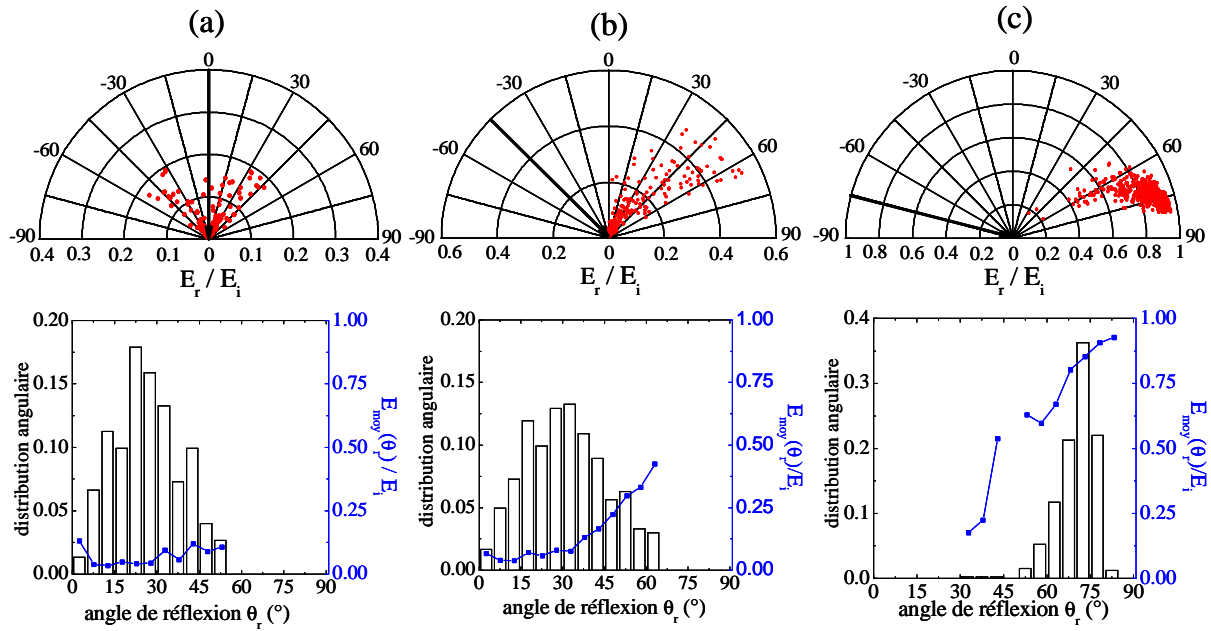 (a)
(b)
(c)
0
-30
30
-60
60
-90
90
0.4 0.3 0.2 0.1 0 0.1 0.2 0.3 0.4
E_r / E_i
0
-30
30
-60
60
-90
90
0.6 0.4 0.2 0 0.2 0.4 0.6
E_r / E_i
0
-30
30
-60
60
-90
90
1 0.8 0.6 0.4 0.2 0 0.2 0.4 0.6 0.8 1
E_r / E_i
0.20
0.15
0.10
0.05
0.00
distribution angulaire
0 15 30 45 60 75 90
angle de réflexion θ_r (°)
1.00
0.75
0.50
0.25
0.00
E_moy(θ_r) / E_i
0.20
0.15
0.10
0.05
0.00
distribution angulaire
0 15 30 45 60 75 90
angle de réflexion θ_r (°)
1.00
0.75
0.50
0.25
0.00
E_moy(θ_r)/E_i
0.4
0.3
0.2
0.1
0.0
distribution angulaire
0 15 30 45 60 75 90
angle de réflexion θ_r (°)
1.00
0.75
0.50
0.25
0.00
E_moy(θ_r)/E_i